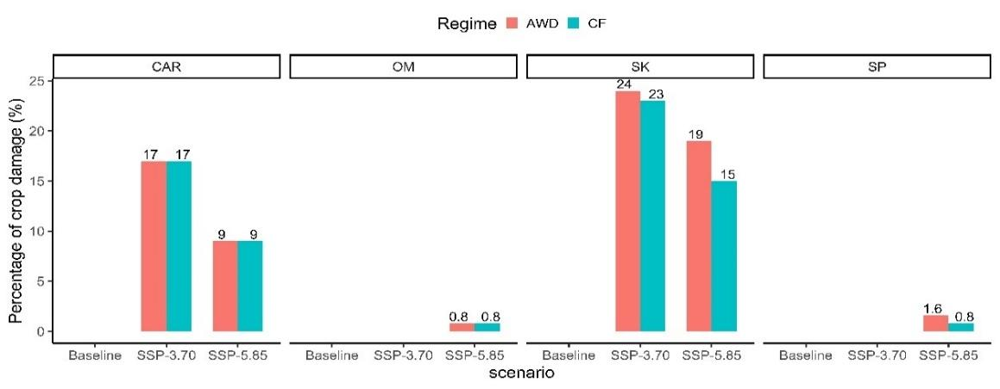 Regime AWD CF
CAR OM SK SP
Percentage of crop damage (%)
25
20
15
10
5
0
17 17
9 9
0.8 0.8
24 23
19 15
1.6 0.8
Baseline SSP-3.70 SSP-5.85 Baseline SSP-3.70 SSP-5.85 Baseline SSP-3.70 SSP-5.85 Baseline SSP-3.70 SSP-5.85
scenario